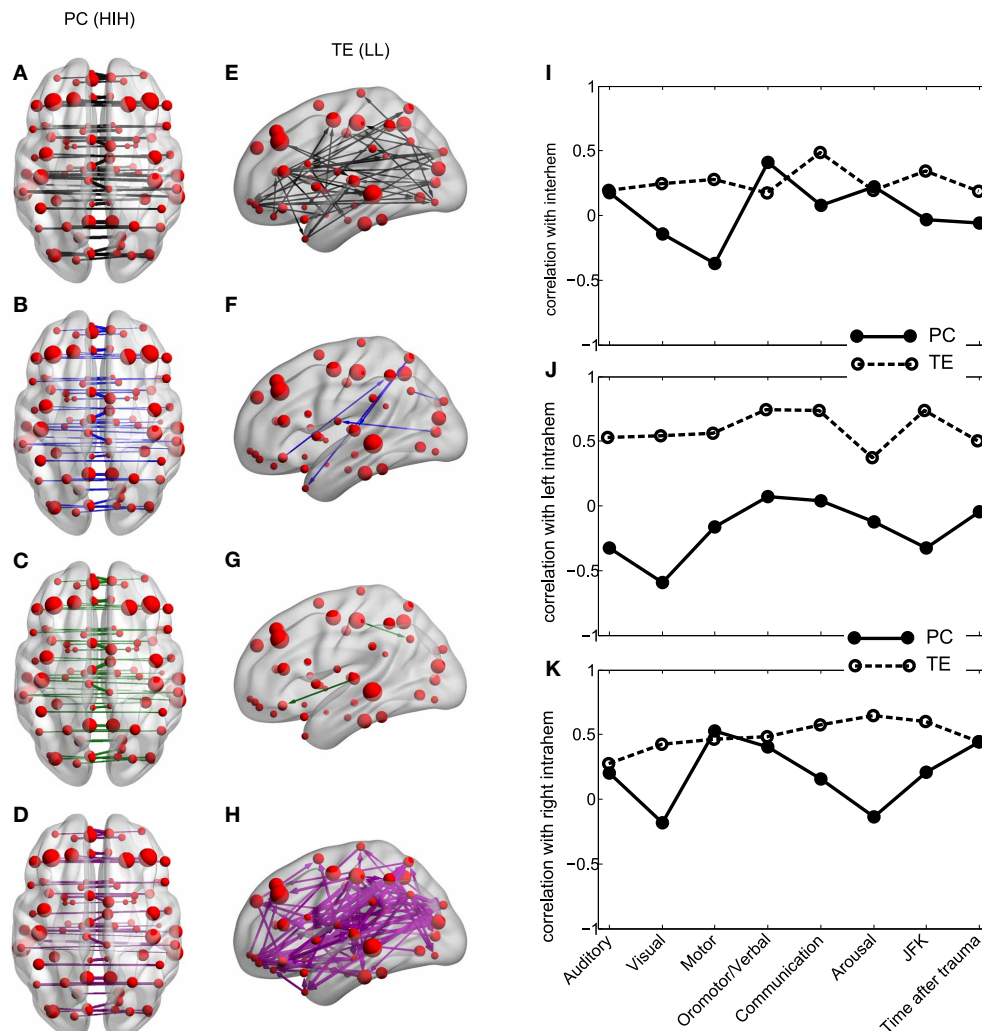 PC (HIH)
TE (LL)
A
E
I
1
0.5
0
−0.5
−1
correlation with interhem
B
F
PC
TE
J
1
0.5
0
−0.5
−1
correlation with left intrahem
C
G
PC
TE
K
1
0.5
0
−0.5
−1
correlation with right intrahem
D
H
Auditory
Visual
Motor
Oromotor/Verbal
Communication
Arousal
JFK
Time after trauma